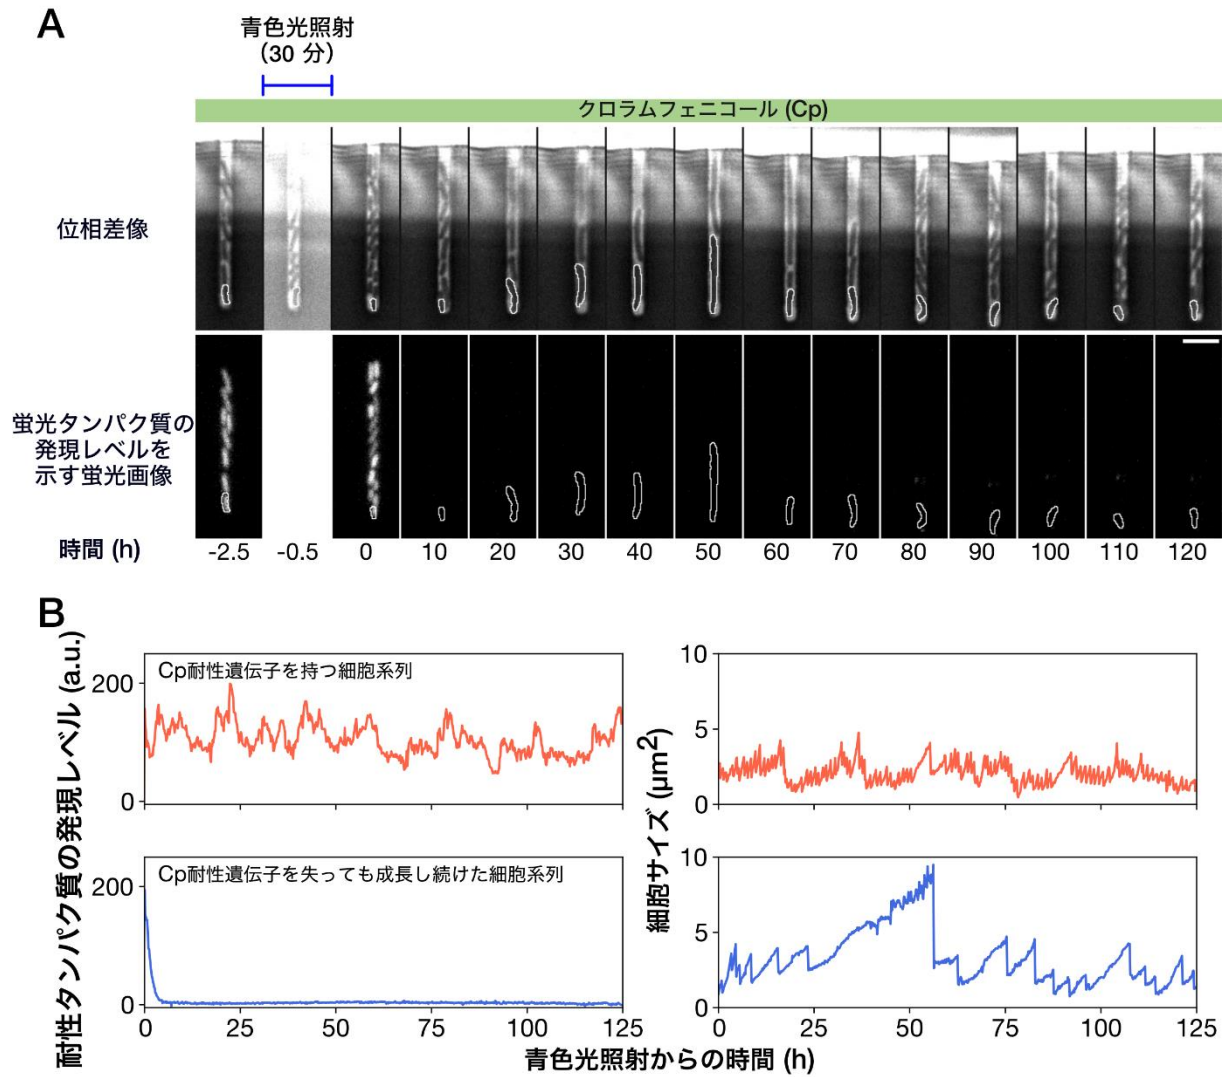 A
青色光照射
（30 分）
クロラムフェニコール (Cp)
位相差像
蛍光タンパク質の
発現レベルを
示す蛍光画像
時間 (h)
-2.5 -0.5 0 10 20 30 40 50 60 70 80 90 100 110 120
B
耐性タンパク質の発現レベル (a.u.)
Cp耐性遺伝子を持つ細胞系列
200
0
Cp耐性遺伝子を失っても成長し続けた細胞系列
200
0
0 25 50 75 100 125
細胞サイズ (µm2)
10
5
0
0 25 50 75 100 125
10
5
0
0 25 50 75 100 125
青色光照射からの時間 (h)